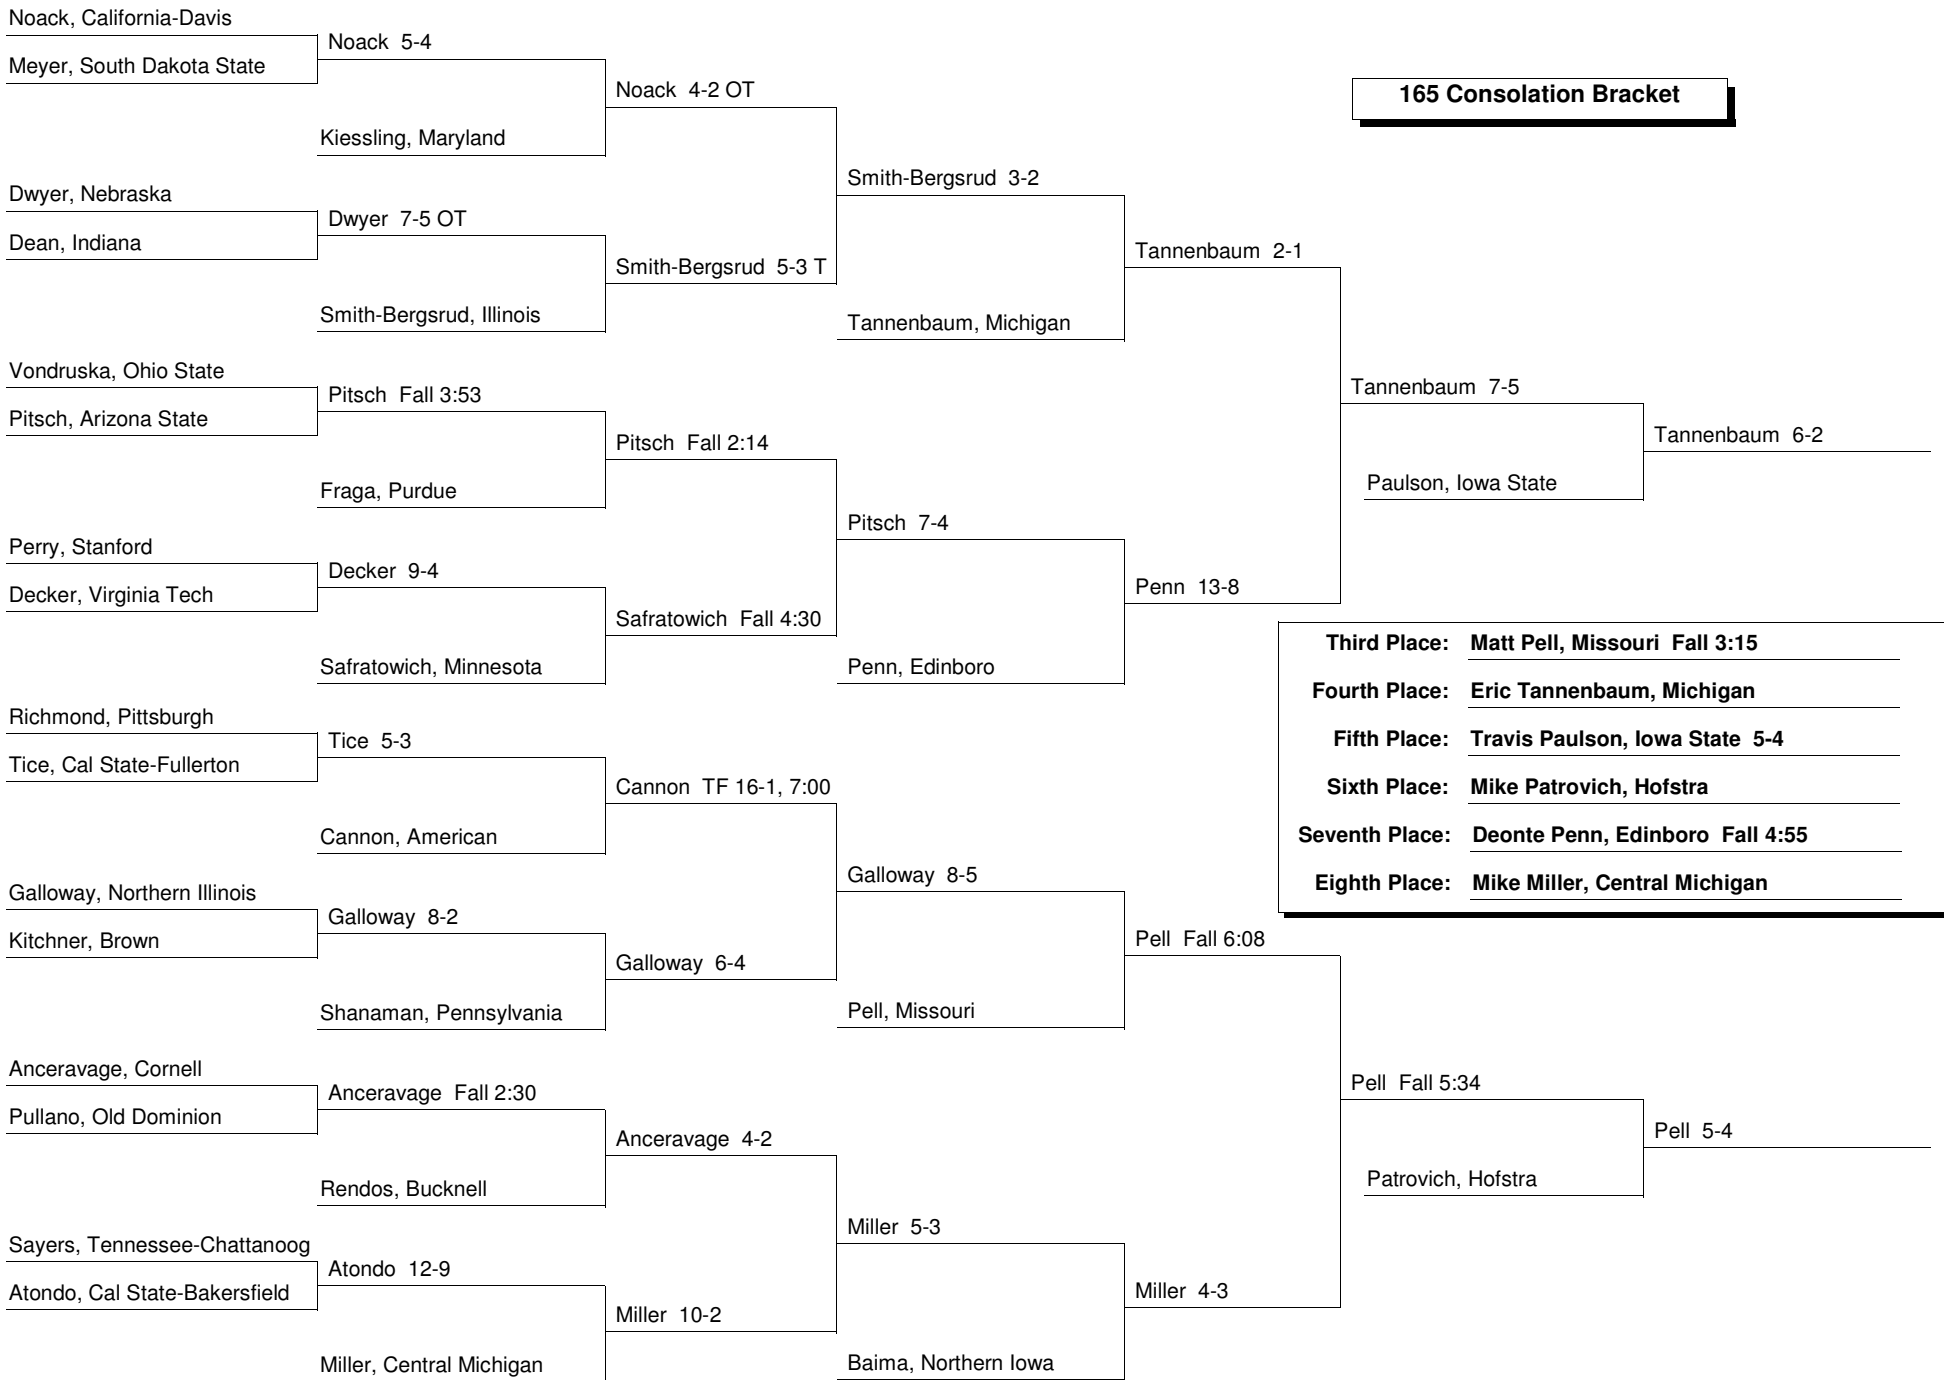 Noack, California-Davis
Meyer, South Dakota State
Noack 5-4
Kiessling, Maryland
Noack 4-2 OT
165 Consolation Bracket
Dwyer, Nebraska
Dean, Indiana
Dwyer 7-5 OT
Smith-Bergsrud, Illinois
Smith-Bergsrud 5-3 T
Smith-Bergsrud 3-2
Tannenbaum, Michigan
Tannenbaum 2-1
Vondruska, Ohio State
Pitsch, Arizona State
Pitsch Fall 3:53
Fraga, Purdue
Pitsch Fall 2:14
Perry, Stanford
Decker, Virginia Tech
Decker 9-4
Safratowich, Minnesota
Safratowich Fall 4:30
Pitsch 7-4
Penn, Edinboro
Penn 13-8
Tannenbaum 7-5
Paulson, Iowa State
Tannenbaum 6-2
Third Place: Matt Pell, Missouri Fall 3:15
Fourth Place: Eric Tannenbaum, Michigan
Fifth Place: Travis Paulson, Iowa State 5-4
Sixth Place: Mike Patrovich, Hofstra
Seventh Place: Deonte Penn, Edinboro Fall 4:55
Eighth Place: Mike Miller, Central Michigan
Richmond, Pittsburgh
Tice, Cal State-Fullerton
Tice 5-3
Cannon, American
Cannon TF 16-1, 7:00
Galloway, Northern Illinois
Kitchner, Brown
Galloway 8-2
Shanaman, Pennsylvania
Galloway 6-4
Galloway 8-5
Pell, Missouri
Pell Fall 6:08
Anceravage, Cornell
Pullano, Old Dominion
Anceravage Fall 2:30
Rendos, Bucknell
Anceravage 4-2
Sayers, Tennessee-Chattanoog
Atondo, Cal State-Bakersfield
Atondo 12-9
Miller, Central Michigan
Miller 10-2
Miller 5-3
Baima, Northern Iowa
Miller 4-3
Pell Fall 5:34
Patrovich, Hofstra
Pell 5-4